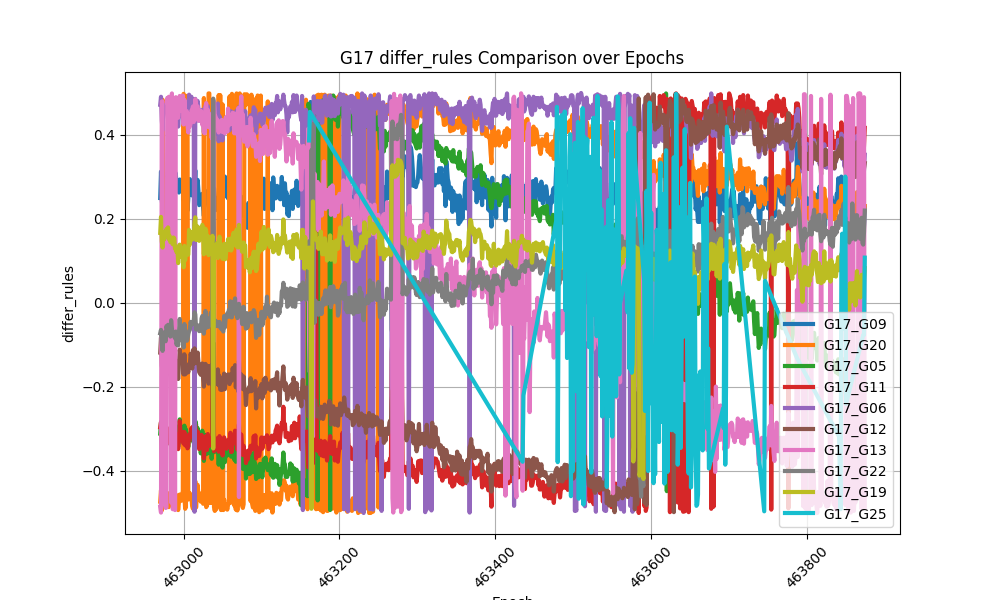 G17 differ_rules Comparison over Epochs
differ_rules
0.4
0.2
0.0
−0.2
−0.4
463000
463200
463400
463600
463800
Epoch
G17_G09
G17_G20
G17_G05
G17_G11
G17_G06
G17_G12
G17_G13
G17_G22
G17_G19
G17_G25